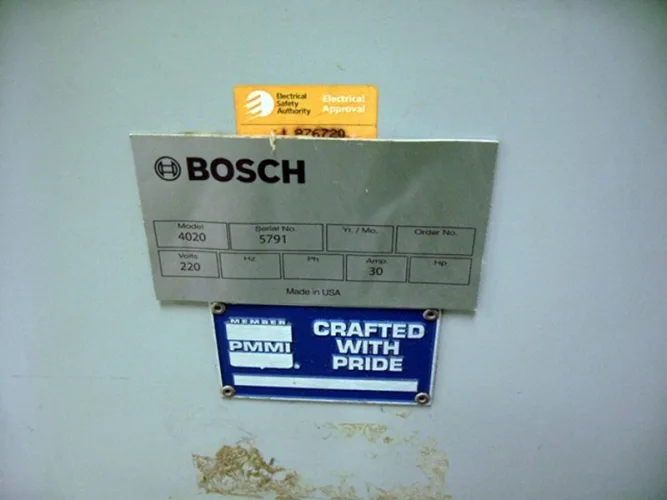 Electrical
Safety
Authority
Electrical
Approval
BOSCH
Model
4020
Serial No.
5791
Yr. / Mo.
Order No.
Volts
220
Hz
Ph
Amp.
30
Hp
Made in USA
MEMBER
PMMI
CRAFTED
WITH
PRIDE